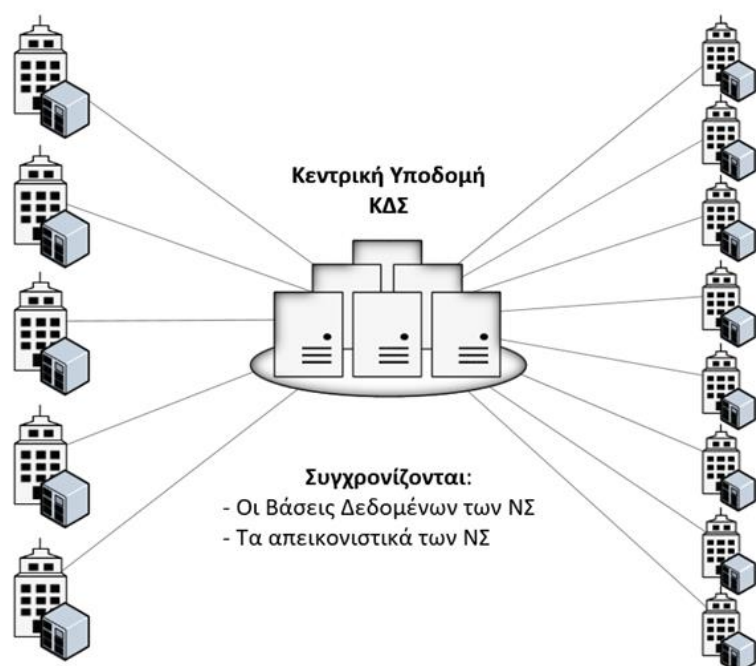 Κεντρική Υποδομή
ΚΔΣ
Συγχρονίζονται:
- Οι Βάσεις Δεδομένων των ΝΣ
- Τα απεικονιστικά των ΝΣ